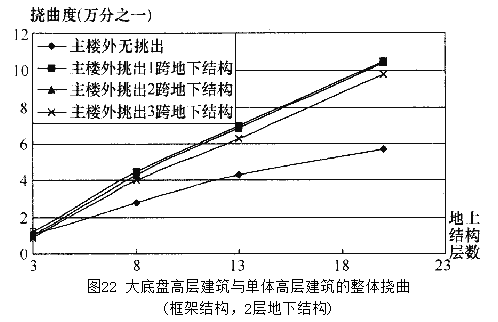 挠曲度(万分之一)
12
10
8
6
4
2
0
主楼外无挑出
主楼外挑出1跨地下结构
主楼外挑出2跨地下结构
主楼外挑出3跨地下结构
3
8
13
18
23
地上
结构
层数
图22 大底盘高层建筑与单体高层建筑的整体挠曲
(框架结构，2层地下结构)